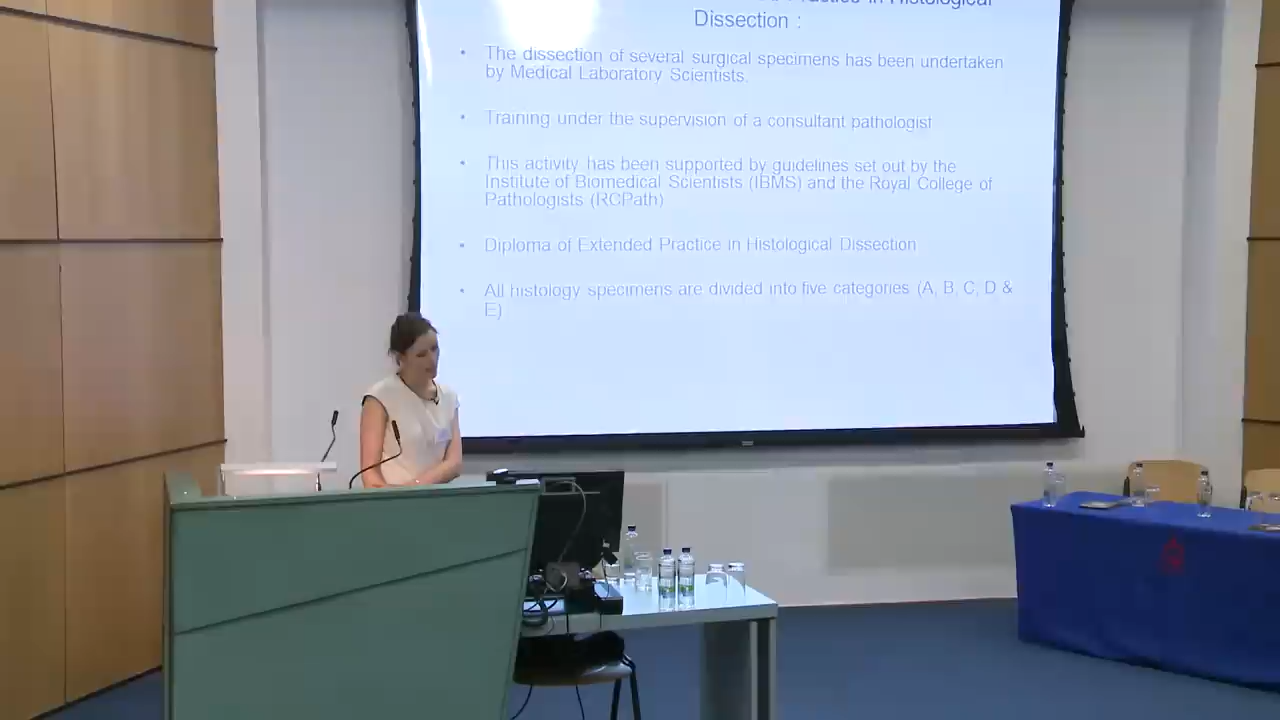 in Histological
Dissection :
• The dissection of several surgical specimens has been undertaken
by Medical Laboratory Scientists.
• Training under the supervision of a consultant pathologist
• This activity has been supported by guidelines set out by the
Institute of Biomedical Scientists (IBMS) and the Royal College of
Pathologists (RCPath)
• Diploma of Extended Practice in Histological Dissection
• All histology specimens are divided into five categories (A, B, C, D &
E)